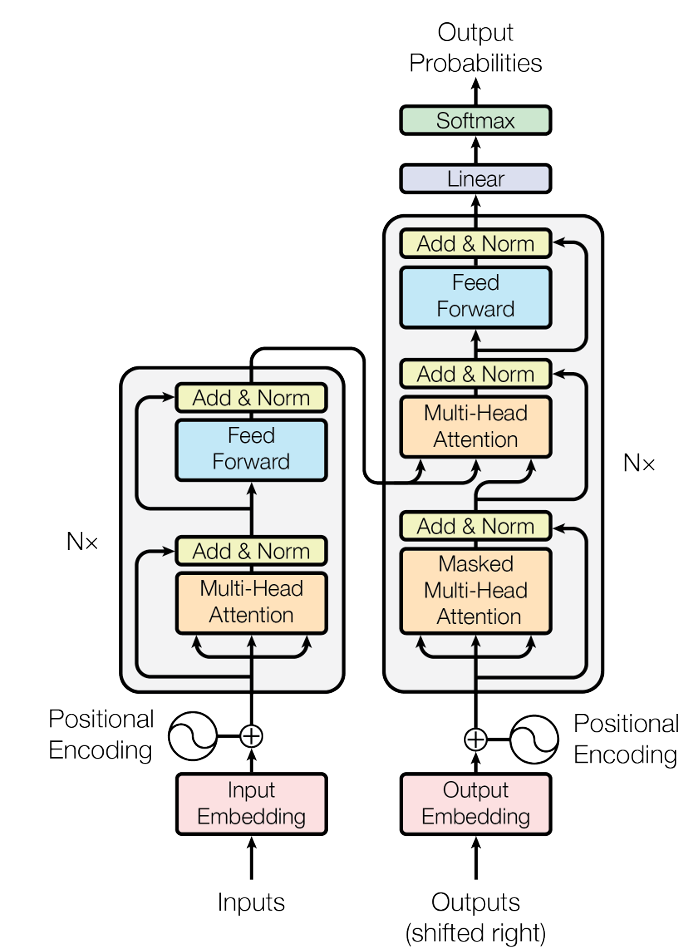 Output
Probabilities
Softmax
Linear
Add & Norm
Feed
Forward
Add & Norm
Multi-Head
Attention
N×
Add & Norm
Masked
Multi-Head
Attention
Positional
Encoding
Output
Embedding
Outputs
(shifted right)
Add & Norm
Feed
Forward
N×
Add & Norm
Multi-Head
Attention
Positional
Encoding
Input
Embedding
Inputs